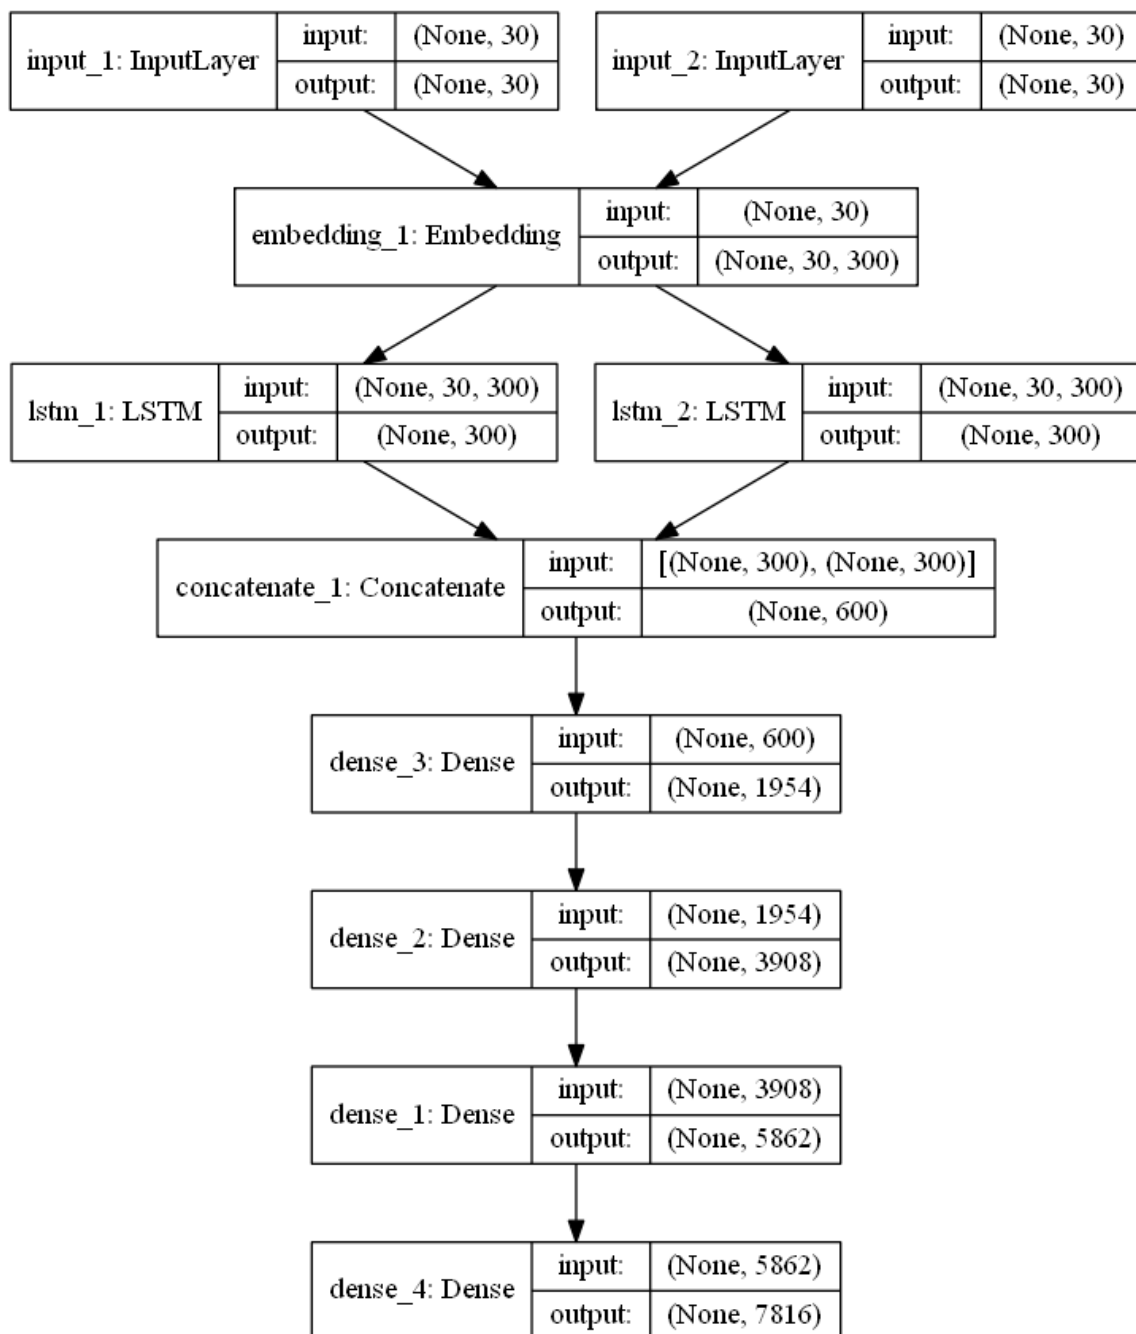 input_1: InputLayer
input: (None, 30)
output: (None, 30)
input_2: InputLayer
input: (None, 30)
output: (None, 30)
embedding_1: Embedding
input: (None, 30)
output: (None, 30, 300)
lstm_1: LSTM
input: (None, 30, 300)
output: (None, 300)
lstm_2: LSTM
input: (None, 30, 300)
output: (None, 300)
concatenate_1: Concatenate
input: [(None, 300), (None, 300)]
output: (None, 600)
dense_3: Dense
input: (None, 600)
output: (None, 1954)
dense_2: Dense
input: (None, 1954)
output: (None, 3908)
dense_1: Dense
input: (None, 3908)
output: (None, 5862)
dense_4: Dense
input: (None, 5862)
output: (None, 7816)